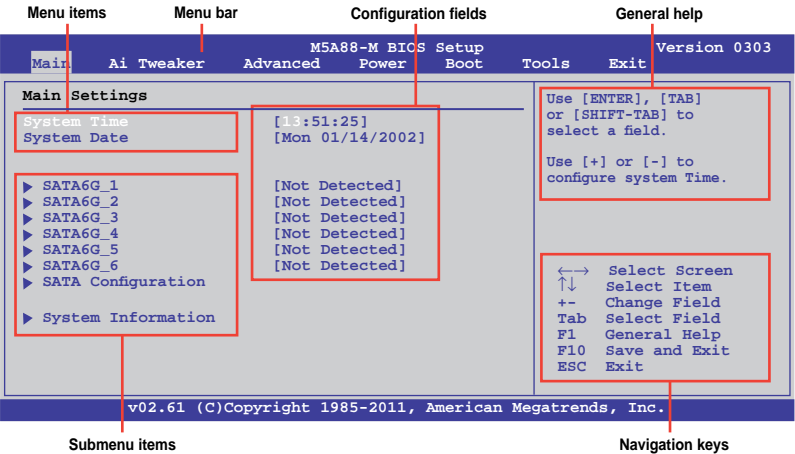 Menu items Menu bar Configuration fields General help
M5A88-M BIOS Setup Version 0303
Main Ai Tweaker Advanced Power Boot Tools Exit
Main Settings
System Time [13:51:25]
System Date [Mon 01/14/2002]
SATA6G_1 [Not Detected]
SATA6G_2 [Not Detected]
SATA6G_3 [Not Detected]
SATA6G_4 [Not Detected]
SATA6G_5 [Not Detected]
SATA6G_6 [Not Detected]
SATA Configuration
System Information
Use [ENTER], [TAB]
or [SHIFT-TAB] to
select a field.
Use [+] or [-] to
configure system Time.
←→ Select Screen
↑↓ Select Item
+- Change Field
Tab Select Field
F1 General Help
F10 Save and Exit
ESC Exit
v02.61 (C)Copyright 1985-2011, American Megatrends, Inc.
Submenu items Navigation keys